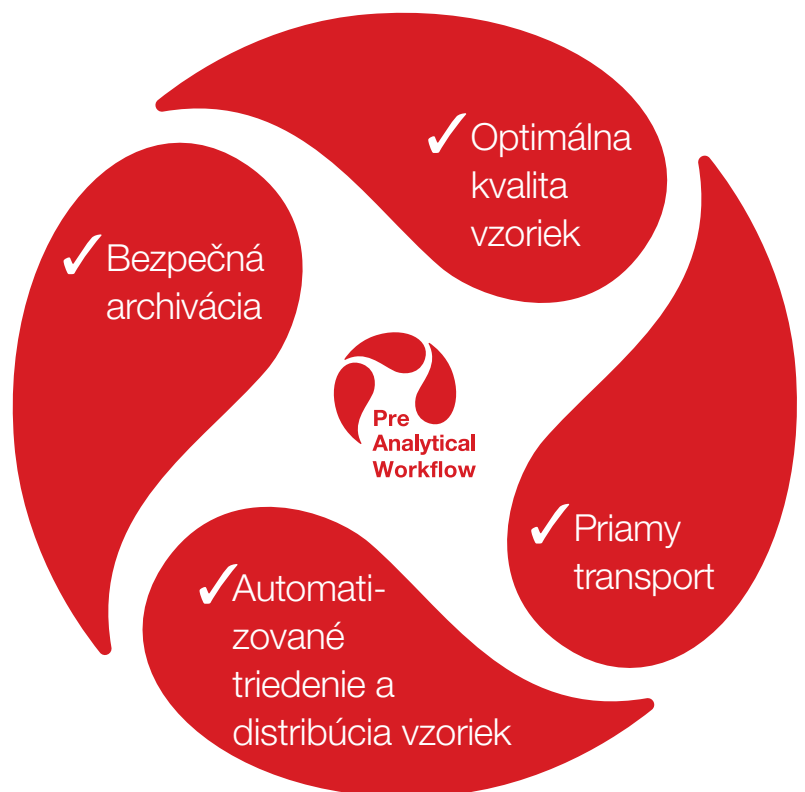 ✓ Optimálna
kvalita
vzoriek
✓ Bezpečná
archivácia
Pre
Analytical
Workflow
✓ Priamy
transport
✓ Automati-
zované
triedenie a
distribúcia vzoriek